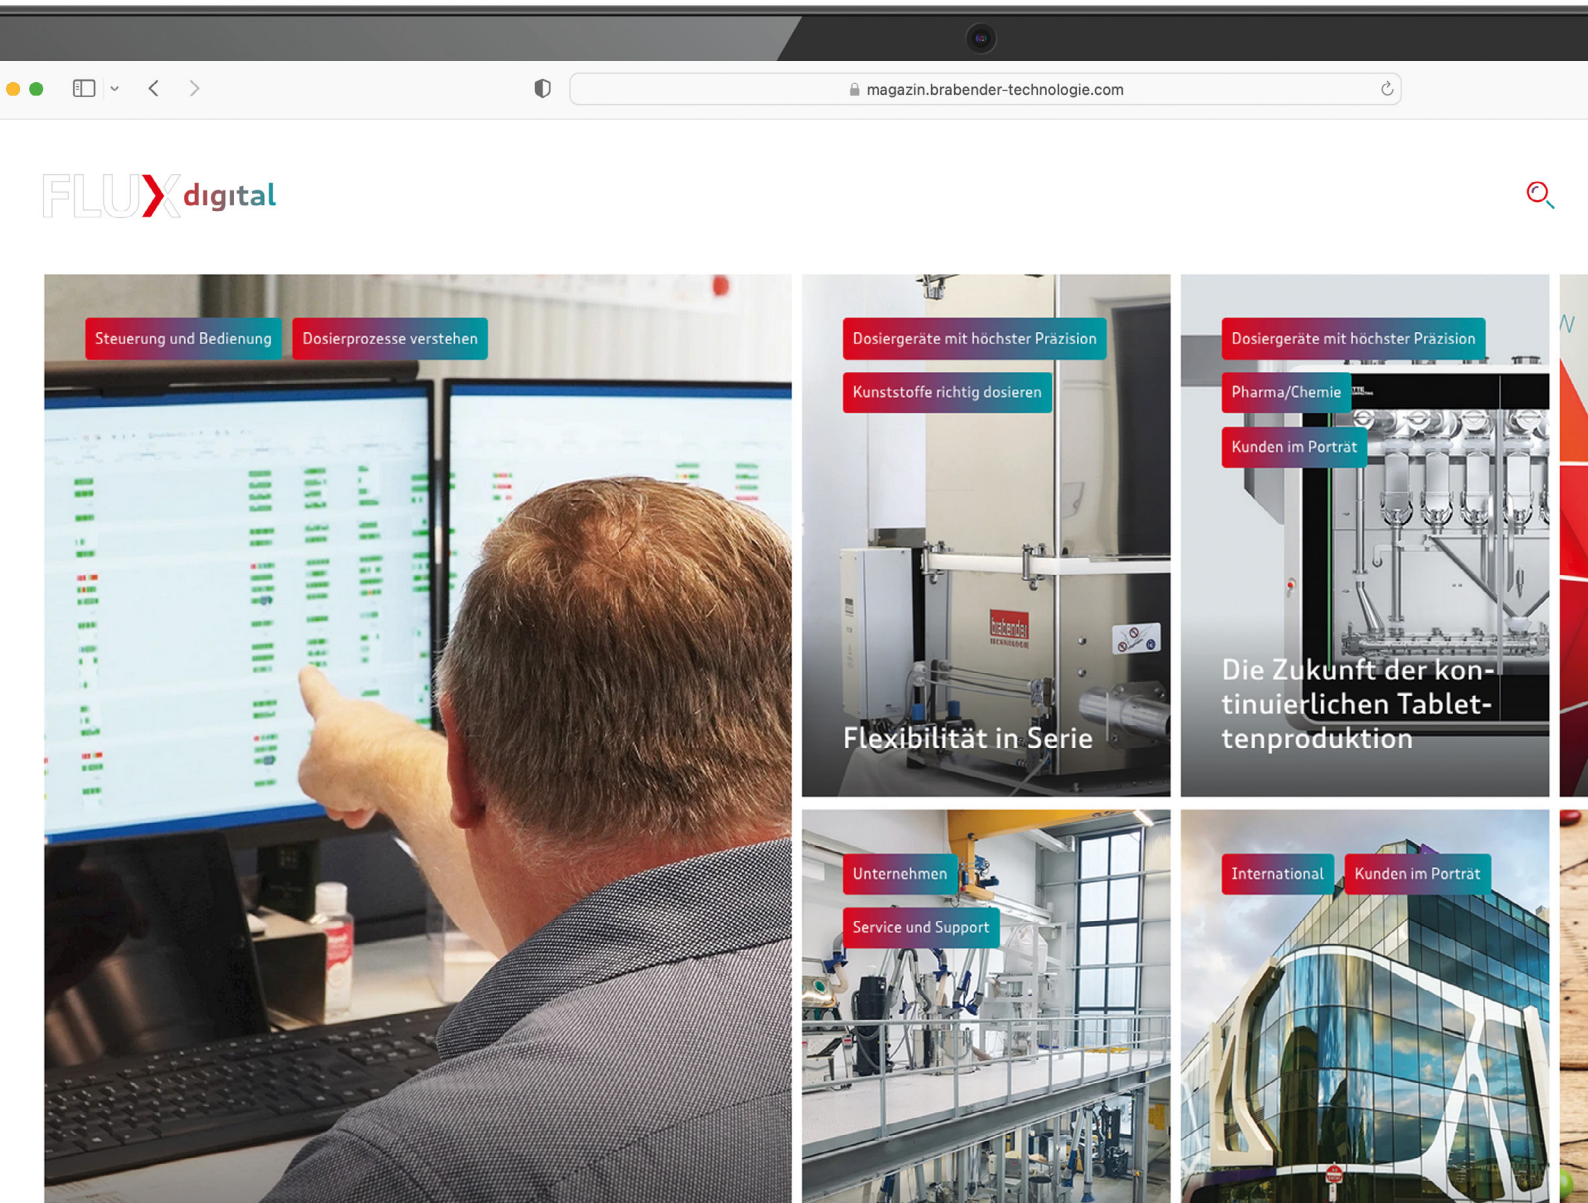 magazin.brabender-technologie.com
FLUX digital
Steuerung und Bedienung
Dosierprozesse verstehen
Dosiergeräte mit höchster Präzision
Kunststoffe richtig dosieren
brabender
TECHNOLOGIE
Flexibilität in Serie
Dosiergeräte mit höchster Präzision
Pharma/Chemie
Kunden im Porträt
Die Zukunft der kon-
tinuierlichen Tablet-
tenproduktion
Unternehmen
Service und Support
International
Kunden im Porträt